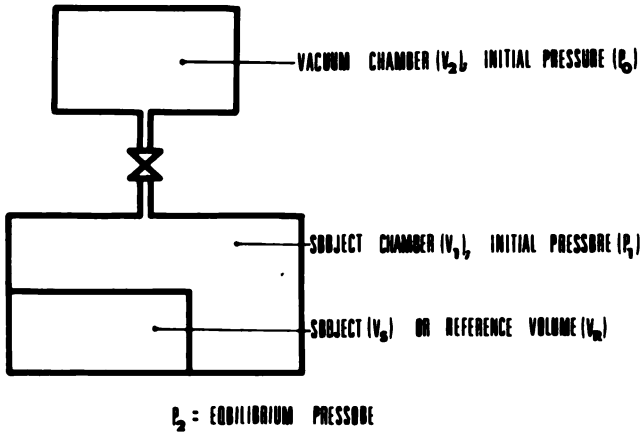 VACUUM CHAMBER (V2), INITIAL PRESSURE (P0)
SUBJECT CHAMBER (V1), INITIAL PRESSURE (P1)
SUBJECT (VS) OR REFERENCE VOLUME (VR)
P2 = EQUILIBRIUM PRESSURE